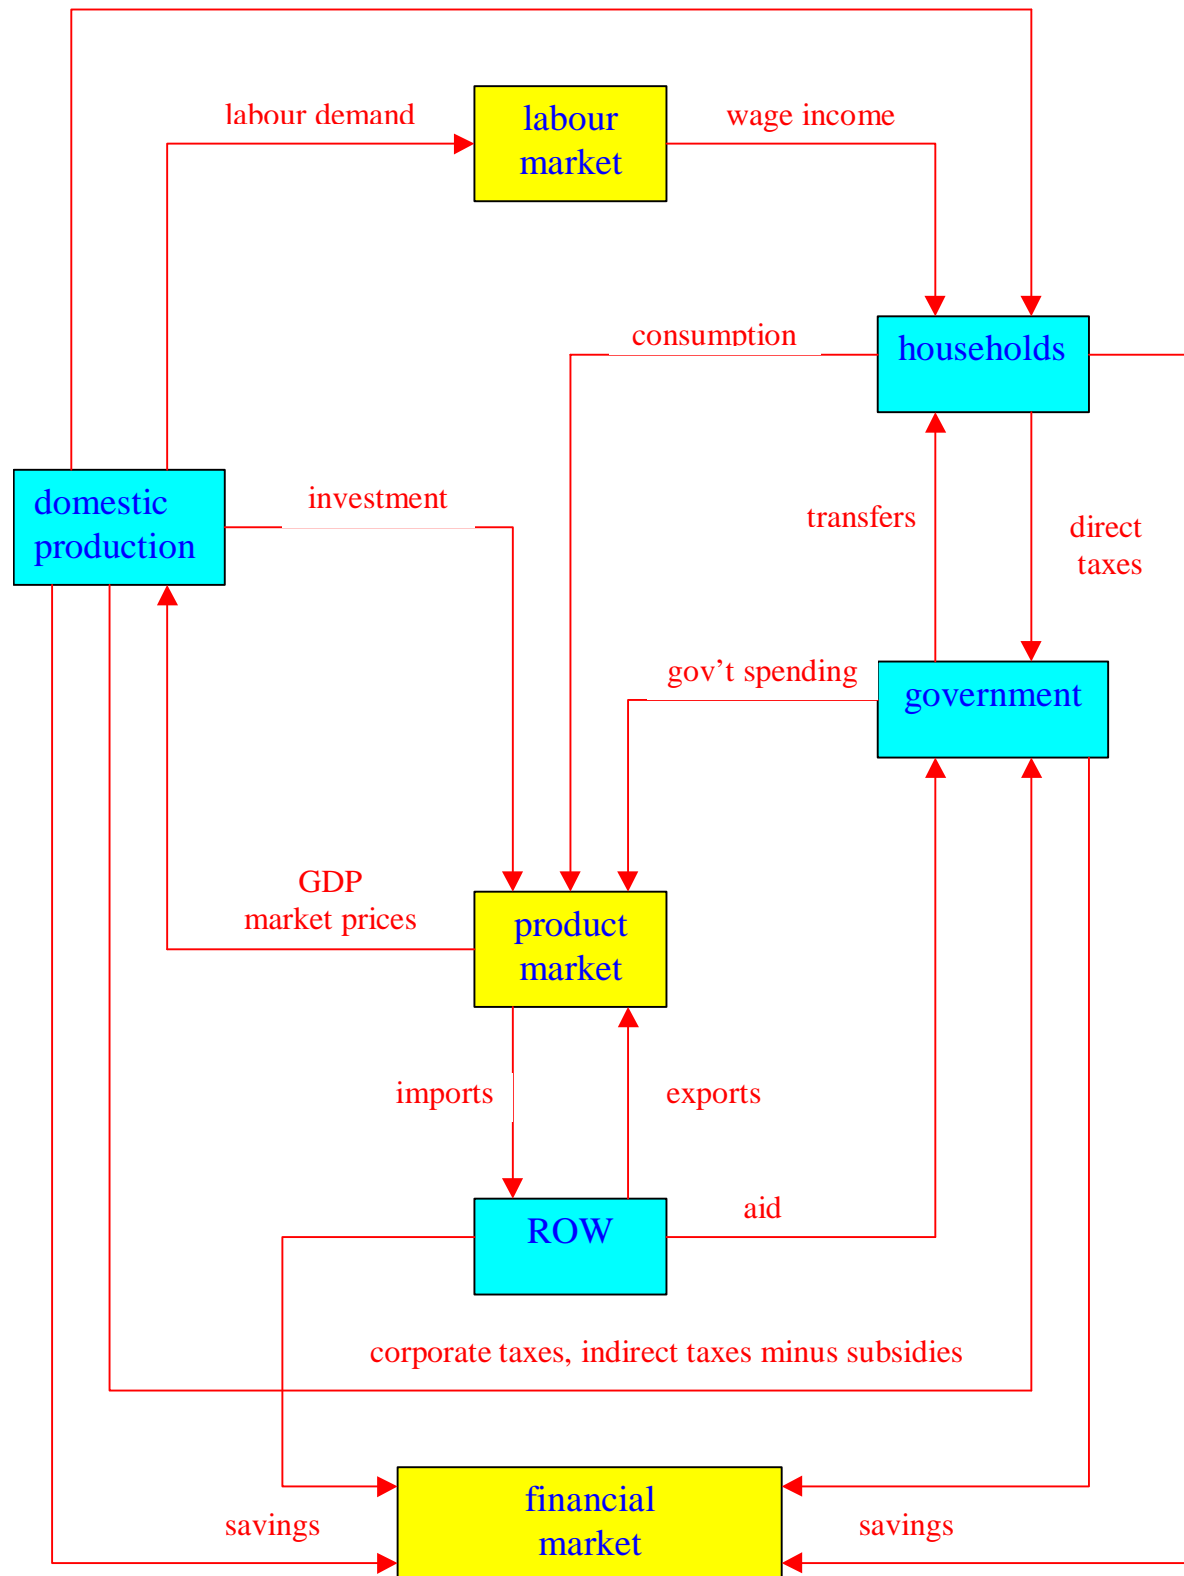 labour demand
labour
market
wage income
consumption
households
domestic
production
investment
transfers
direct
taxes
gov’t spending
government
GDP
market prices
product
market
imports
exports
ROW
aid
corporate taxes, indirect taxes minus subsidies
financial
market
savings
savings